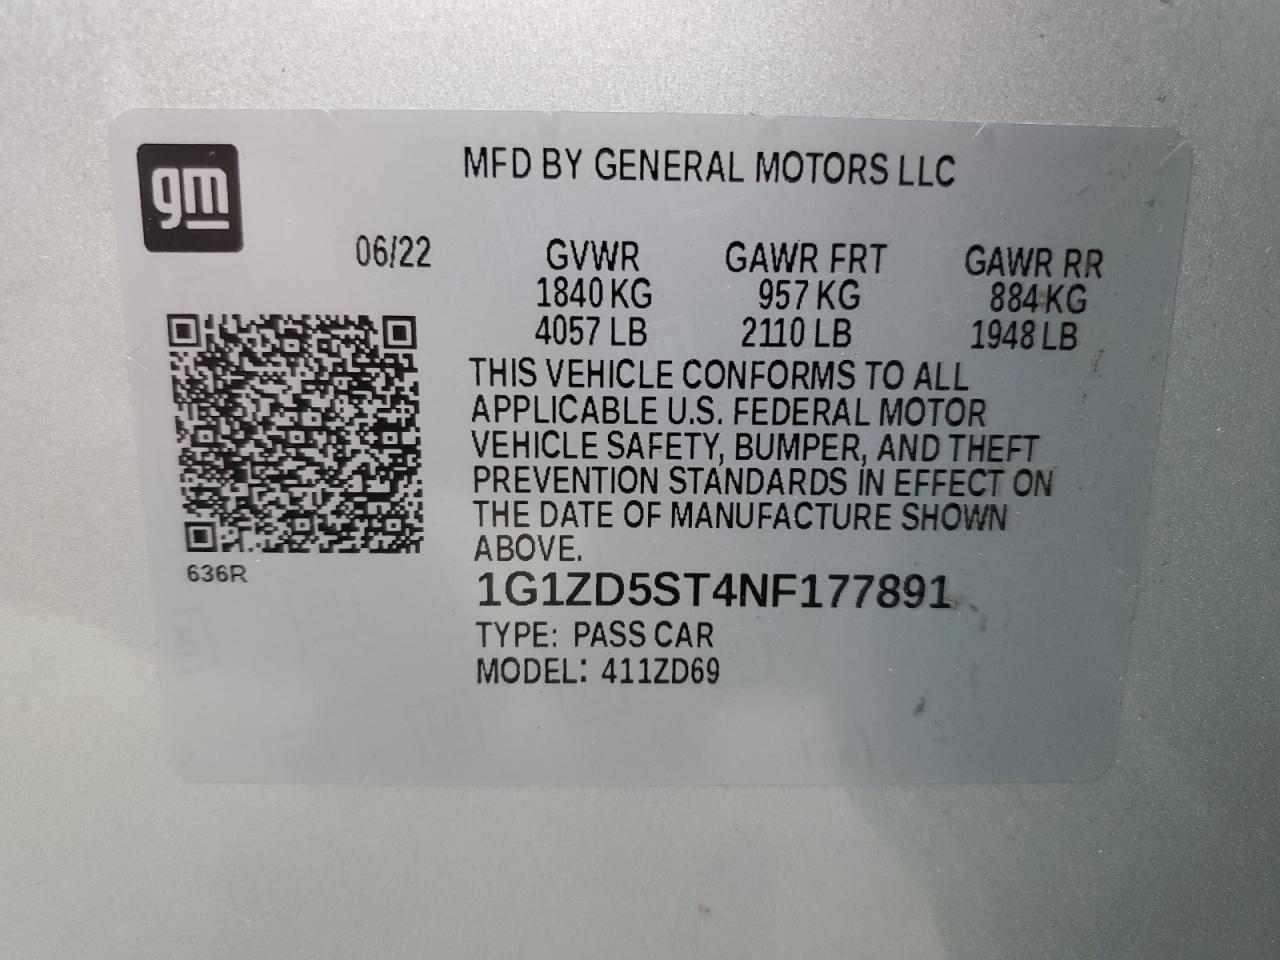 gm
MFD BY GENERAL MOTORS LLC
06/22 GVWR GAWR FRT GAWR RR
1840 KG 957 KG 884 KG
4057 LB 2110 LB 1948 LB
THIS VEHICLE CONFORMS TO ALL
APPLICABLE U.S. FEDERAL MOTOR
VEHICLE SAFETY, BUMPER, AND THEFT
PREVENTION STANDARDS IN EFFECT ON
THE DATE OF MANUFACTURE SHOWN
ABOVE.
636R
1G1ZD5ST4NF177891
TYPE: PASS CAR
MODEL: 411ZD69